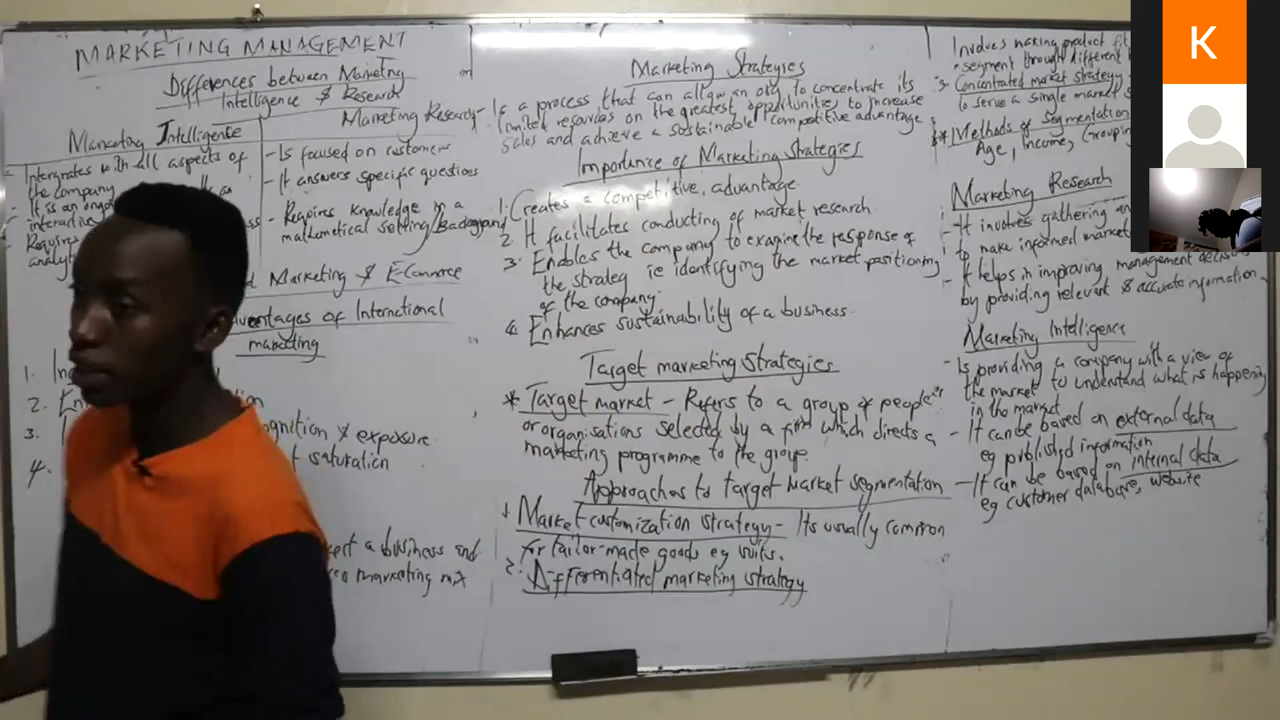 MARKETING MANAGEMENT
Differences between Marketing
Intelligence & Research
Marketing Intelligence
Intergrates with all aspects of
the company
It is an
interactive
Requires
Marketing Research
- Is focused on customers
- It answers specific questions
- Requires knowledge in a
mathematical setting/Background
Marketing & E-Commerce
of International
marketing
1.
2.
3.
& exposure
4.
saturation
a business and
marketing mix
Marketing Strategies
- Is a process that can allow an org to concentrate its
limited resources on the greatest opportunities to increase
sales and achieve a sustainable competitive advantage
Importance of Marketing Strategies
1. Creates a competitive advantage
2. It facilitates conducting of market research
3. Enables the company to examine the response of
the strateg ie identifying the market positioning
of the company
4. Enhances sustainability of a business.
Target marketing strategies
* Target market - Refers to a group of people
or organisations selected by a firm which directs a
marketing programme to the group.
Approaches to target market segmentation
1. Market customization strategy - Its usually common
for tailor-made goods eg suits.
2. Differentiated marketing strategy
Involves making product fit
segment through different
3. Concentrated market strategy
to serve a single market
* Methods of Segmentation
Age, Income,
Marketing Research
- It involves gathering
to make informed
- It helps in improving management
by providing relevant & accurate information
Marketing Intelligence
- Is providing a company with a view of
the market to understand what is happening
in the market
- It can be based on external data
eg published information
- It can be based on internal data
eg customer database, website
K